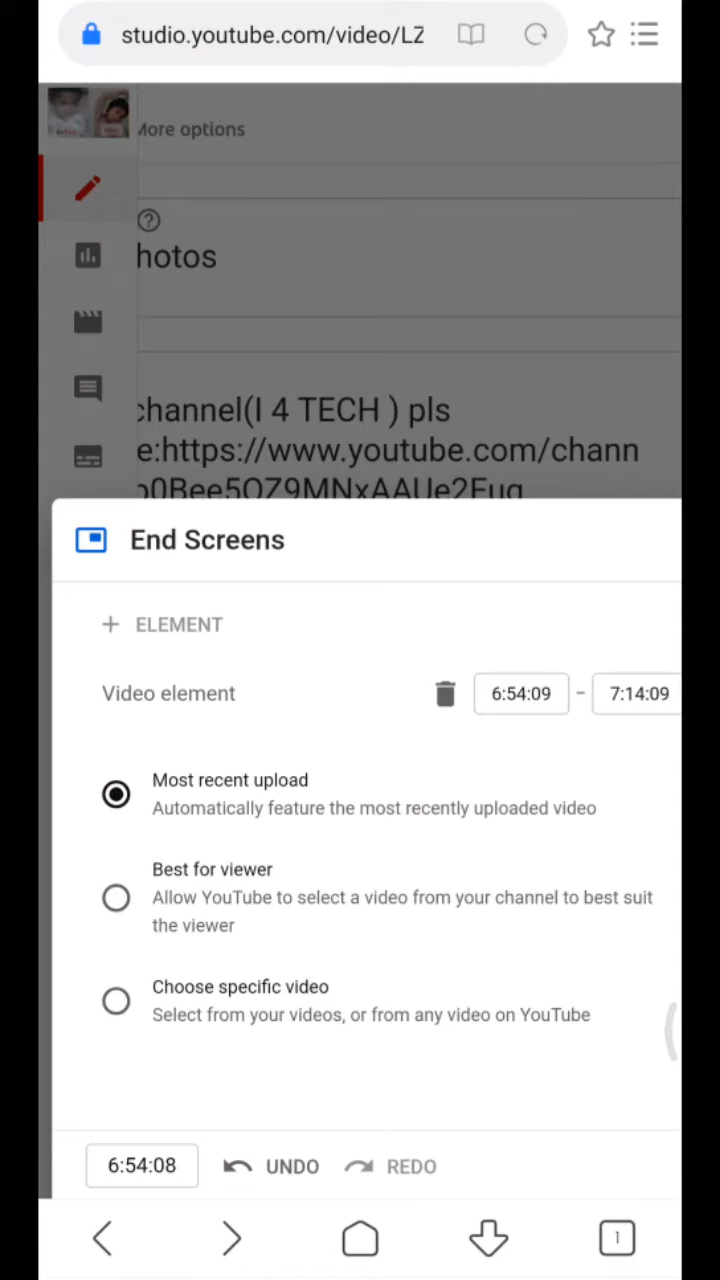 studio.youtube.com/video/LZ
More options
hotos
channel(I 4 TECH ) pls
e:https://www.youtube.com/chann
End Screens
+ ELEMENT
Video element
6:54:09 - 7:14:09
Most recent upload
Automatically feature the most recently uploaded video
Best for viewer
Allow YouTube to select a video from your channel to best suit
the viewer
Choose specific video
Select from your videos, or from any video on YouTube
6:54:08 UNDO REDO
1